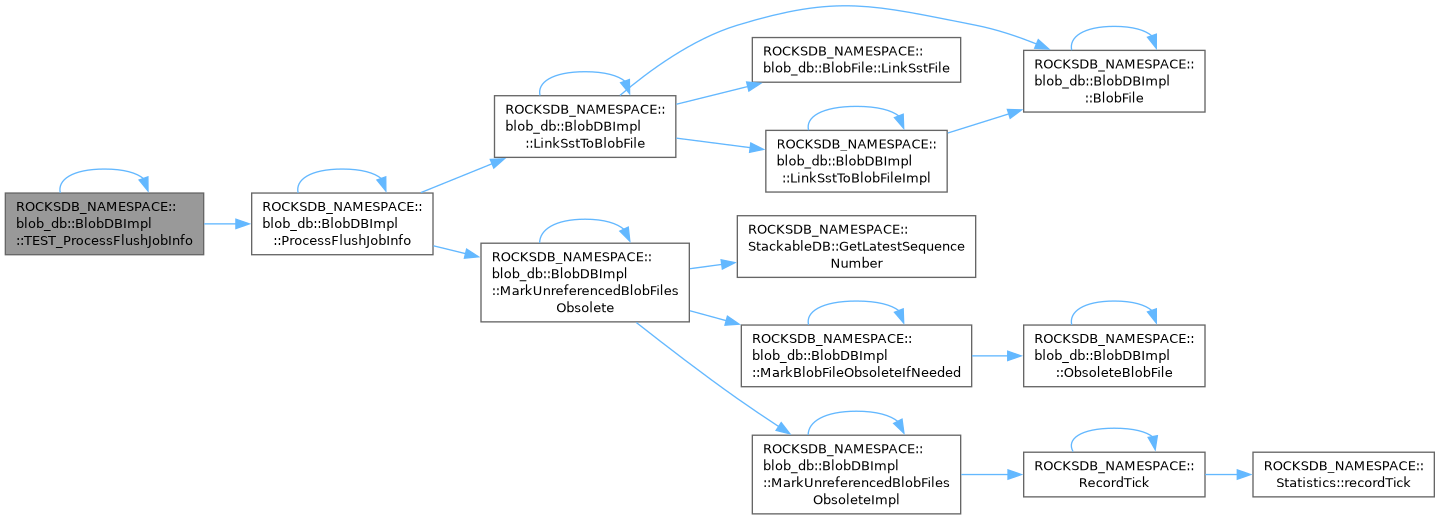 ROCKSDB_NAMESPACE::
blob_db::BlobDBImpl
::TEST_ProcessFlushJobInfo
ROCKSDB_NAMESPACE::
blob_db::BlobDBImpl
::ProcessFlushJobInfo
ROCKSDB_NAMESPACE::
blob_db::BlobDBImpl
::LinkSstToBlobFile
ROCKSDB_NAMESPACE::
blob_db::BlobFile::LinkSstFile
ROCKSDB_NAMESPACE::
blob_db::BlobDBImpl
::LinkSstToBlobFileImpl
ROCKSDB_NAMESPACE::
blob_db::BlobDBImpl
::BlobFile
ROCKSDB_NAMESPACE::
blob_db::BlobDBImpl
::MarkUnreferencedBlobFiles
Obsolete
ROCKSDB_NAMESPACE::
StackableDB::GetLatestSequence
Number
ROCKSDB_NAMESPACE::
blob_db::BlobDBImpl
::MarkBlobFileObsoleteIfNeeded
ROCKSDB_NAMESPACE::
blob_db::BlobDBImpl
::ObsoleteBlobFile
ROCKSDB_NAMESPACE::
blob_db::BlobDBImpl
::MarkUnreferencedBlobFiles
ObsoleteImpl
ROCKSDB_NAMESPACE::
RecordTick
ROCKSDB_NAMESPACE::
Statistics::recordTick